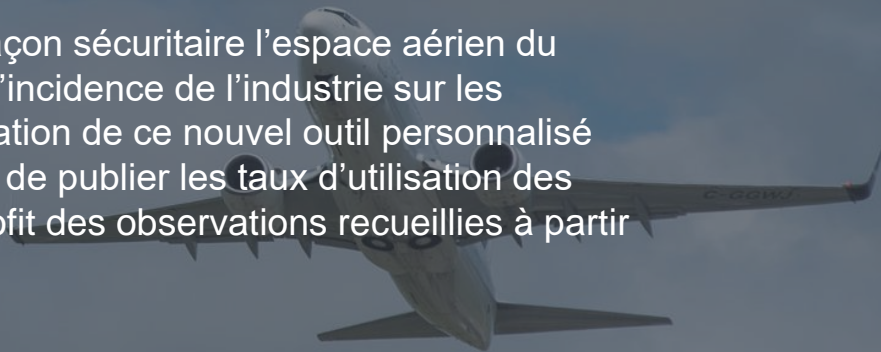 açon sécuritaire l’espace aérien du
’incidence de l’industrie sur les
ation de ce nouvel outil personnalisé
de publier les taux d’utilisation des
ofit des observations recueillies à partir
C-GGWJ